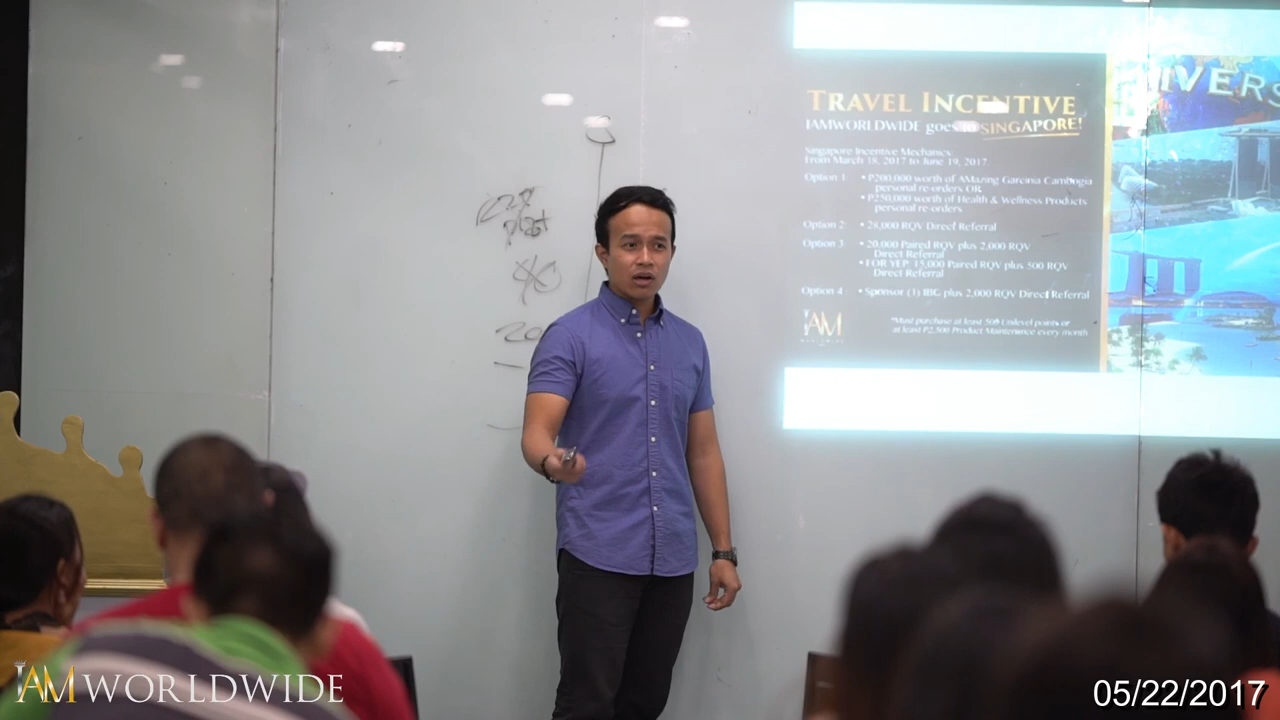 TRAVEL INCENTIVE
IAMWORLDWIDE goes to SINGAPORE!
Singapore Incentive Mechanics
From March 18, 2017 to June 19, 2017
Option 1: • P200,000 worth of AMazing Garcinia Cambogia
personal re-orders OR
• P250,000 worth of Health & Wellness Products
personal re-orders
Option 2: • 28,000 RQV Direct Referral
Option 3: • 20,000 Paired RQV plus 2,000 RQV
Direct Referral
• FOR YEP: 15,000 Paired RQV plus 500 RQV
Direct Referral
Option 4: • Sponsor (1) IBC plus 2,000 RQV Direct Referral
*Must purchase at least 500 Unilevel points or
at least P2,500 Product Maintenance every month
IAM
WORLDWIDE
IVERS
20
IAMWORLDWIDE
05/22/2017